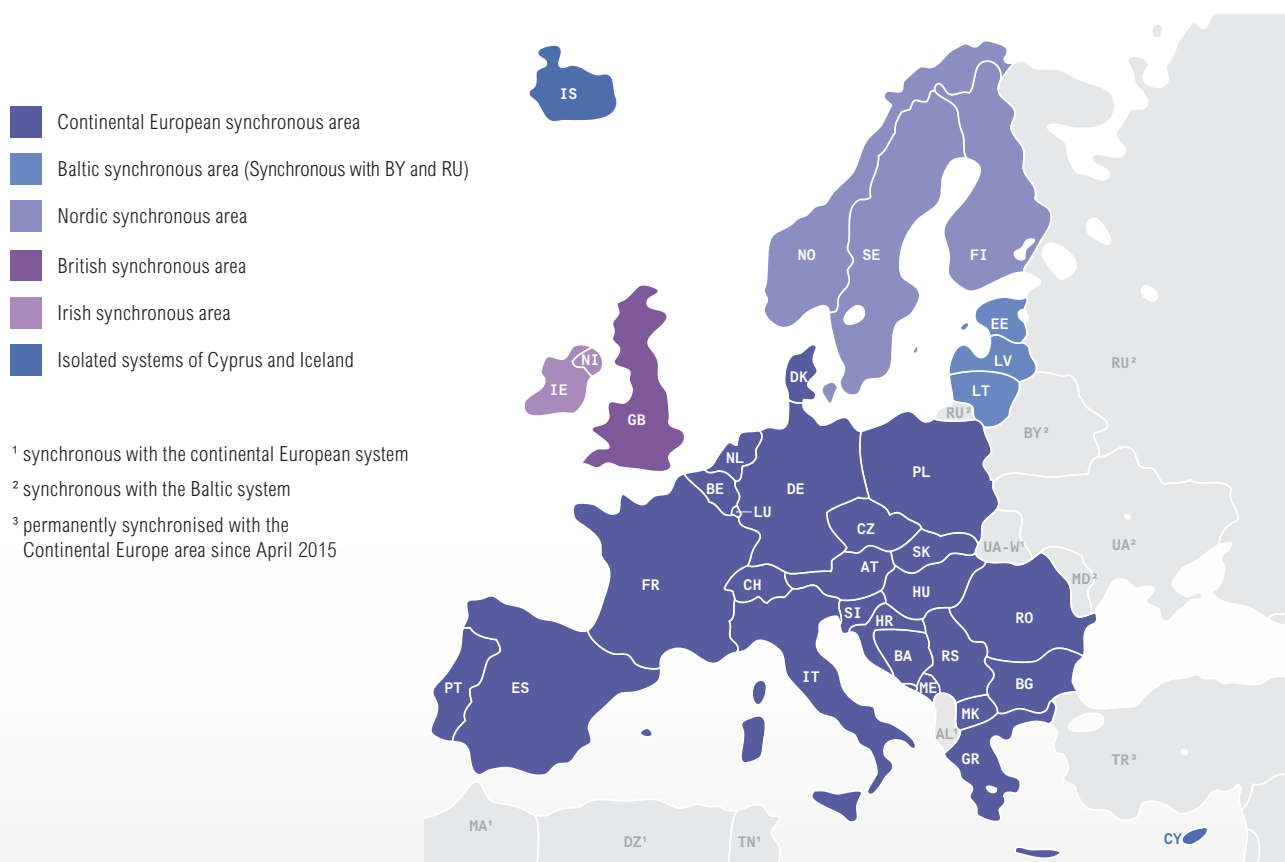 Continental European synchronous area
Baltic synchronous area (Synchronous with BY and RU)
Nordic synchronous area
British synchronous area
Irish synchronous area
Isolated systems of Cyprus and Iceland
¹ synchronous with the continental European system
² synchronous with the Baltic system
³ permanently synchronised with the
Continental Europe area since April 2015
IS
NO
SE
FI
EE
LV
LT
RU²
RU²
BY²
DK
NI
IE
GB
NL
BE
LU
DE
PL
CZ
SK
UA-W¹
UA²
MD²
FR
CH
AT
HU
RO
SI
HR
BA
RS
ME
BG
MK
AL¹
GR
IT
PT
ES
TR³
CY
MA¹
DZ¹
TN¹